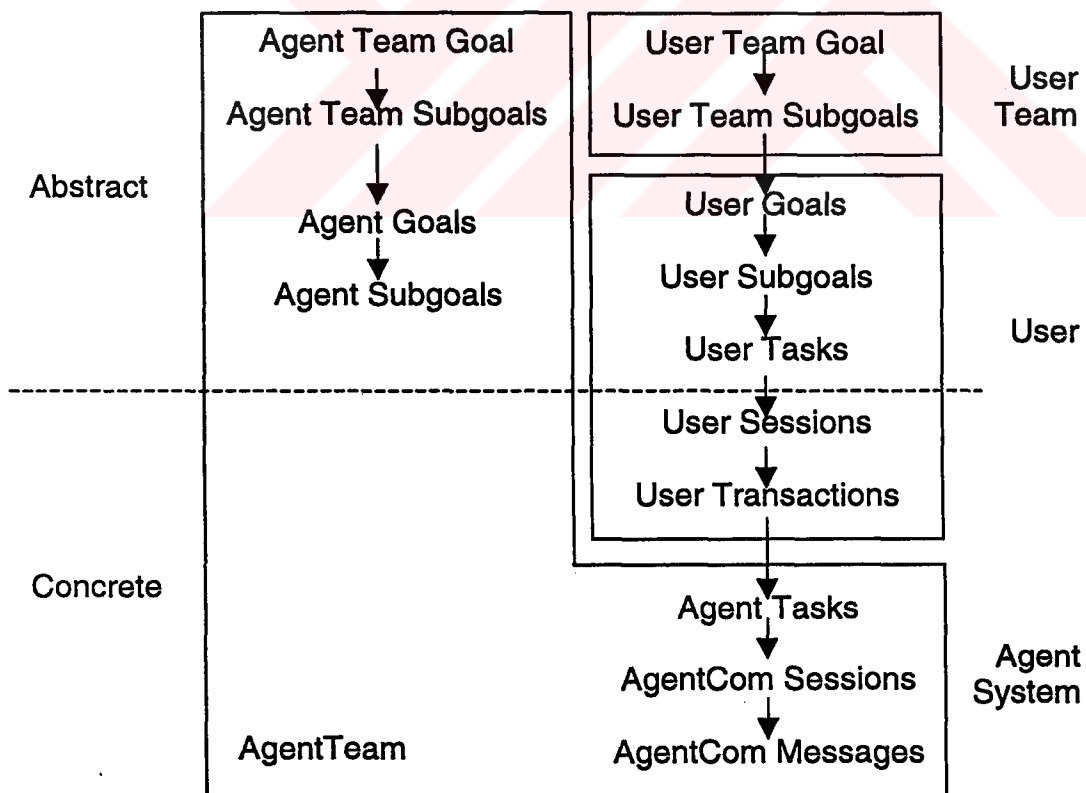 Agent Team Goal
Agent Team Subgoals
Agent Goals
Agent Subgoals
User Team Goal
User Team Subgoals
User
Team
Abstract
User Goals
User Subgoals
User Tasks
User
User Sessions
User Transactions
Concrete
Agent Tasks
AgentCom Sessions
AgentCom Messages
Agent
System
AgentTeam